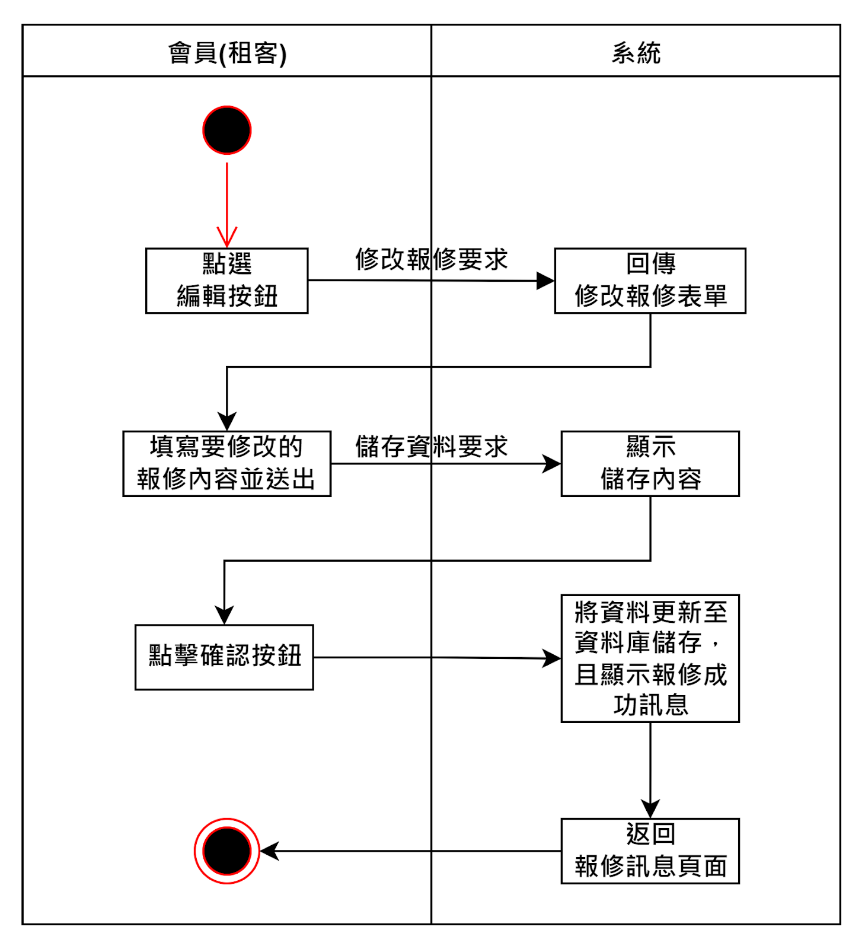 會員(租客)
系統
點選
編輯按鈕
修改報修要求
回傳
修改報修表單
填寫要修改的
報修內容並送出
儲存資料要求
顯示
儲存內容
點擊確認按鈕
將資料更新至
資料庫儲存，
且顯示報修成
功訊息
返回
報修訊息頁面